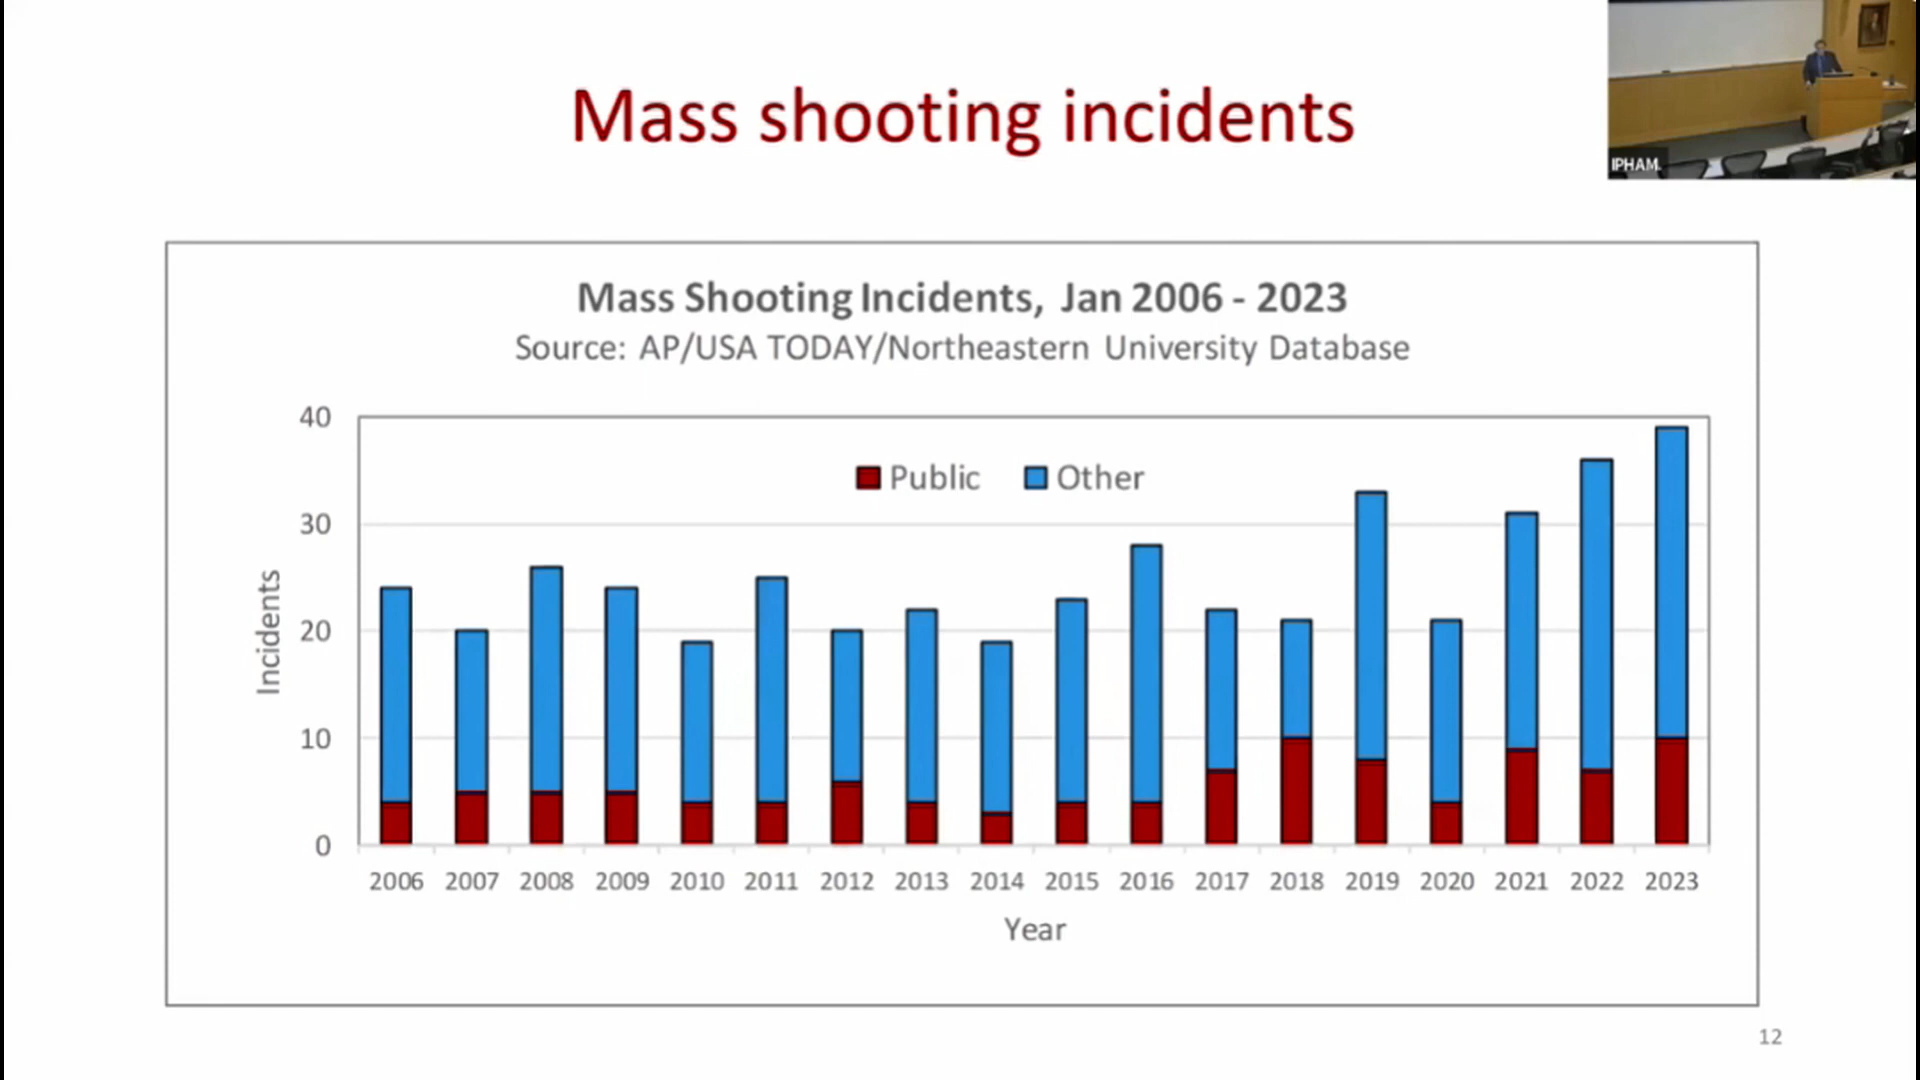 Mass shooting incidents
IPHAM
Mass Shooting Incidents, Jan 2006 - 2023
Source: AP/USA TODAY/Northeastern University Database
Public Other
40
30
20
10
0
Incidents
2006 2007 2008 2009 2010 2011 2012 2013 2014 2015 2016 2017 2018 2019 2020 2021 2022 2023
Year
12